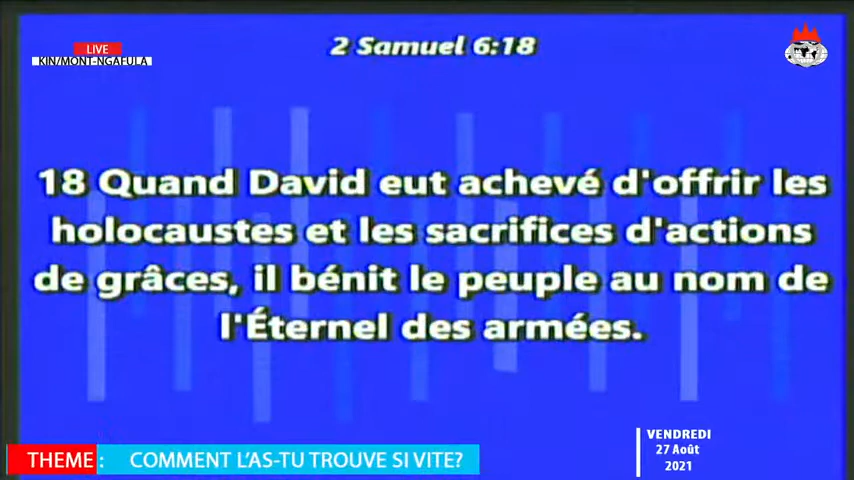 2 Samuel 6:18
LIVE
KIN/MONT-NGAFULA
18 Quand David eut achevé d'offrir les
holocaustes et les sacrifices d'actions
de grâces, il bénit le peuple au nom de
l'Éternel des armées.
THEME : COMMENT L'AS-TU TROUVE SI VITE?
VENDREDI
27 Août
2021